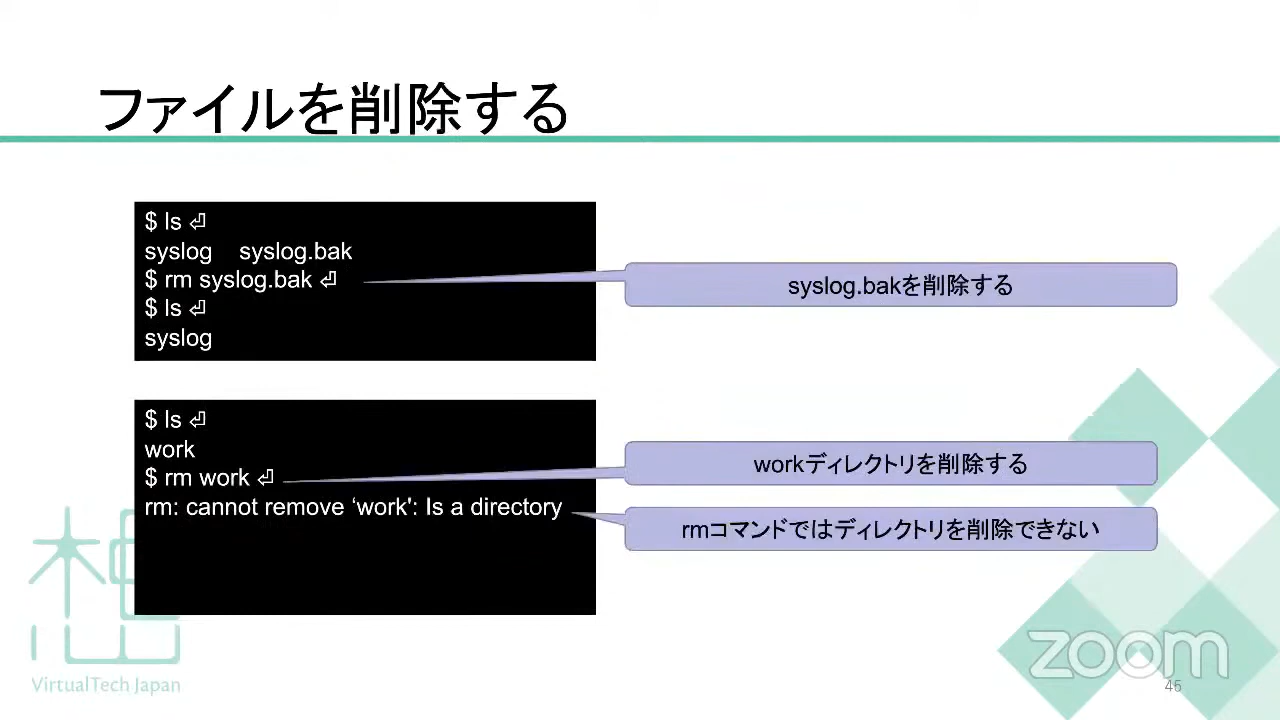 ファイルを削除する
$ ls ⏎
syslog syslog.bak
$ rm syslog.bak ⏎
$ ls ⏎
syslog
syslog.bakを削除する
$ ls ⏎
work
$ rm work ⏎
rm: cannot remove ‘work': Is a directory
workディレクトリを削除する
rmコマンドではディレクトリを削除できない
想
VirtualTech Japan
zoom
45